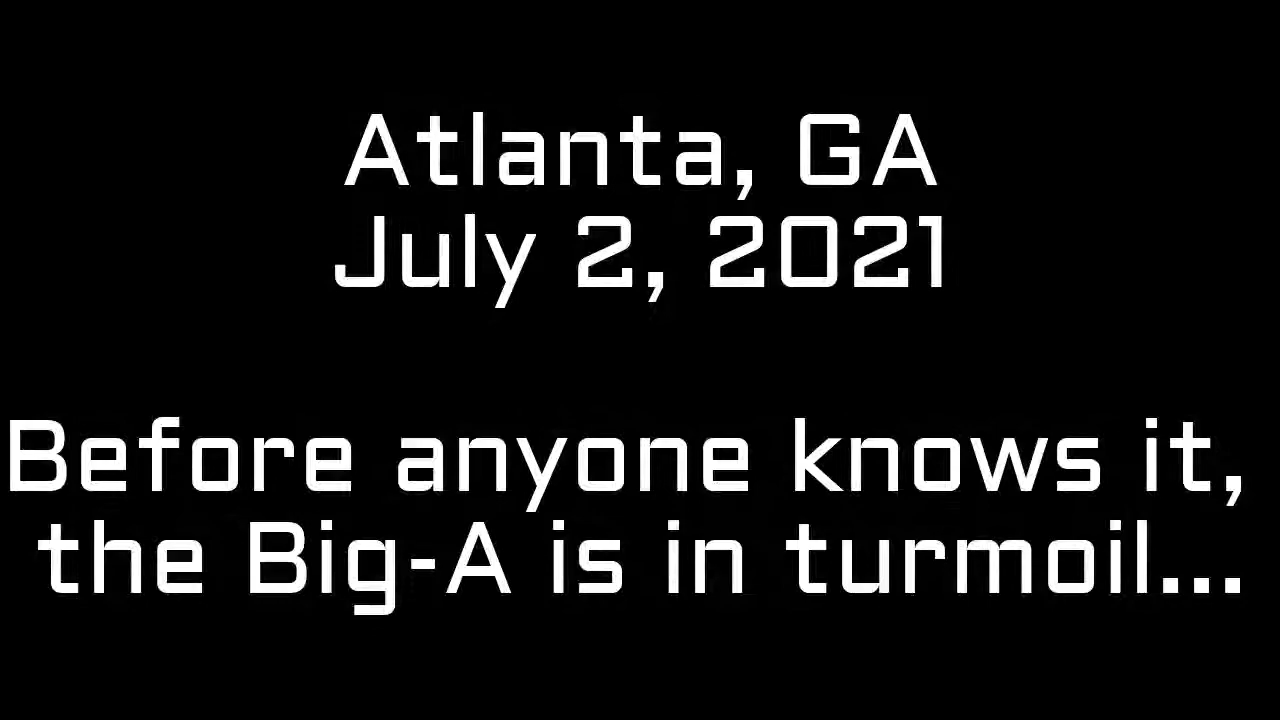 Atlanta, GA
July 2, 2021
Before anyone knows it,
the Big-A is in turmoil...